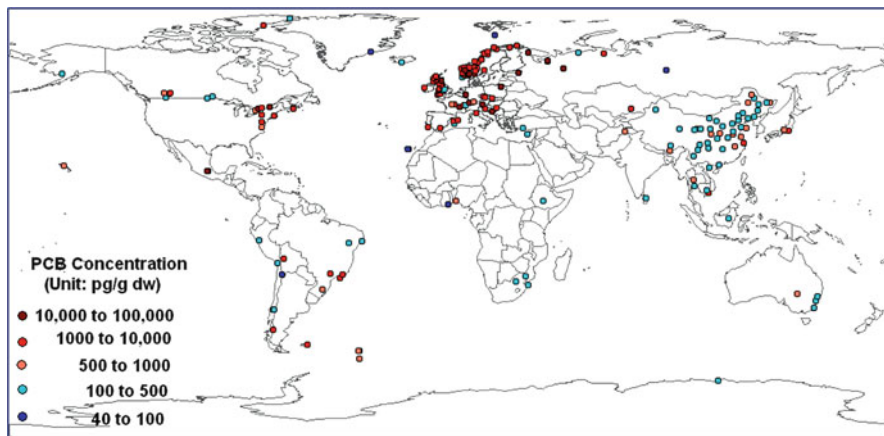 PCB Concentration
(Unit: pg/g dw)
10,000 to 100,000
1000 to 10,000
500 to 1000
100 to 500
40 to 100